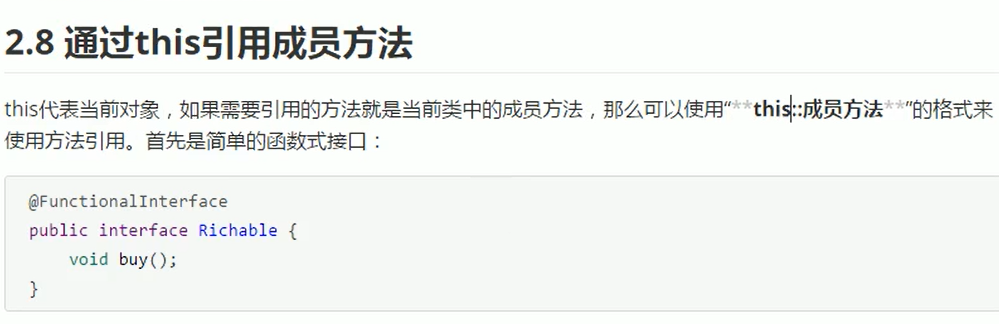 2.8 通过this引用成员方法
this代表当前对象，如果需要引用的方法就是当前类中的成员方法，那么可以使用“**this::成员方法**”的格式来
使用方法引用。首先是简单的函数式接口：
@FunctionalInterface
public interface Richable {
    void buy();
}